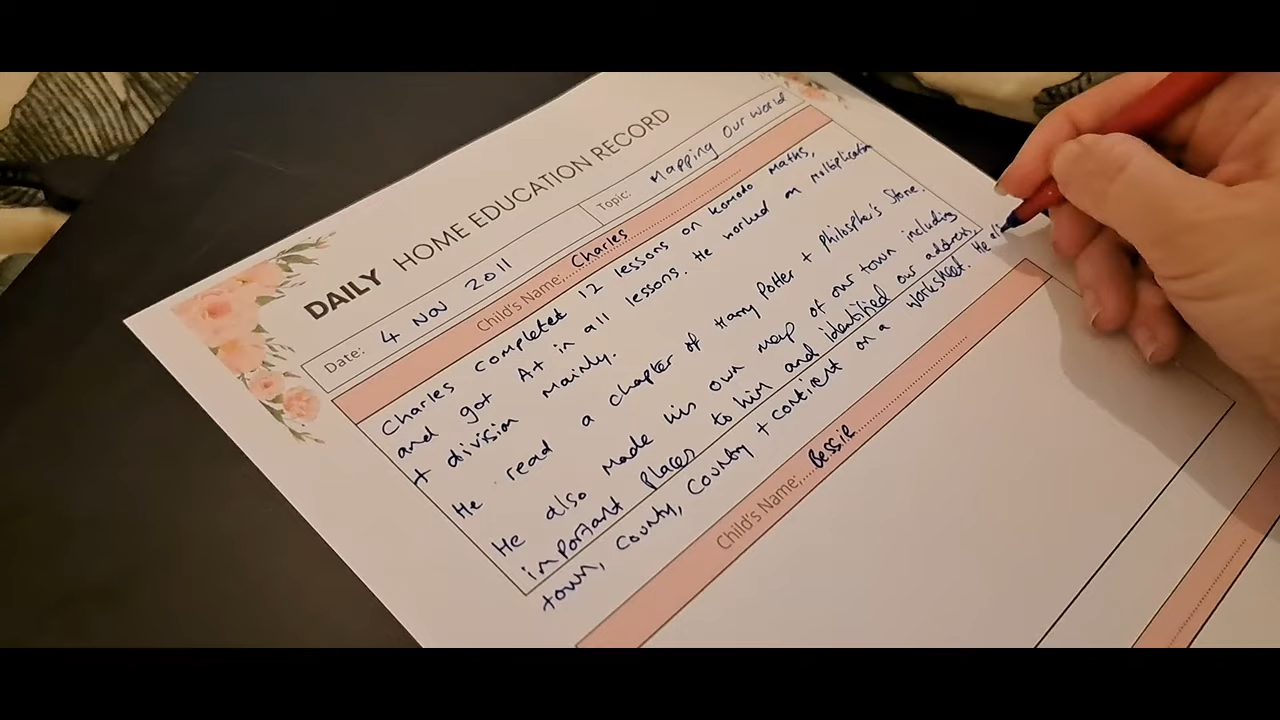 DAILY HOME EDUCATION RECORD
Date: 4 Nov 2011 Topic: Mapping Our World
Child's Name: Charles
Charles completed 12 lessons on Komodo Maths,
and got A+ in all lessons. He worked on multiplication
+ division mainly.
He read a chapter of Harry Potter + Philospher's Stone.
He also made his own map of our town including
important places to him and identified our address,
town, county, country + contient on a worksheet. He
Child's Name: Bessie